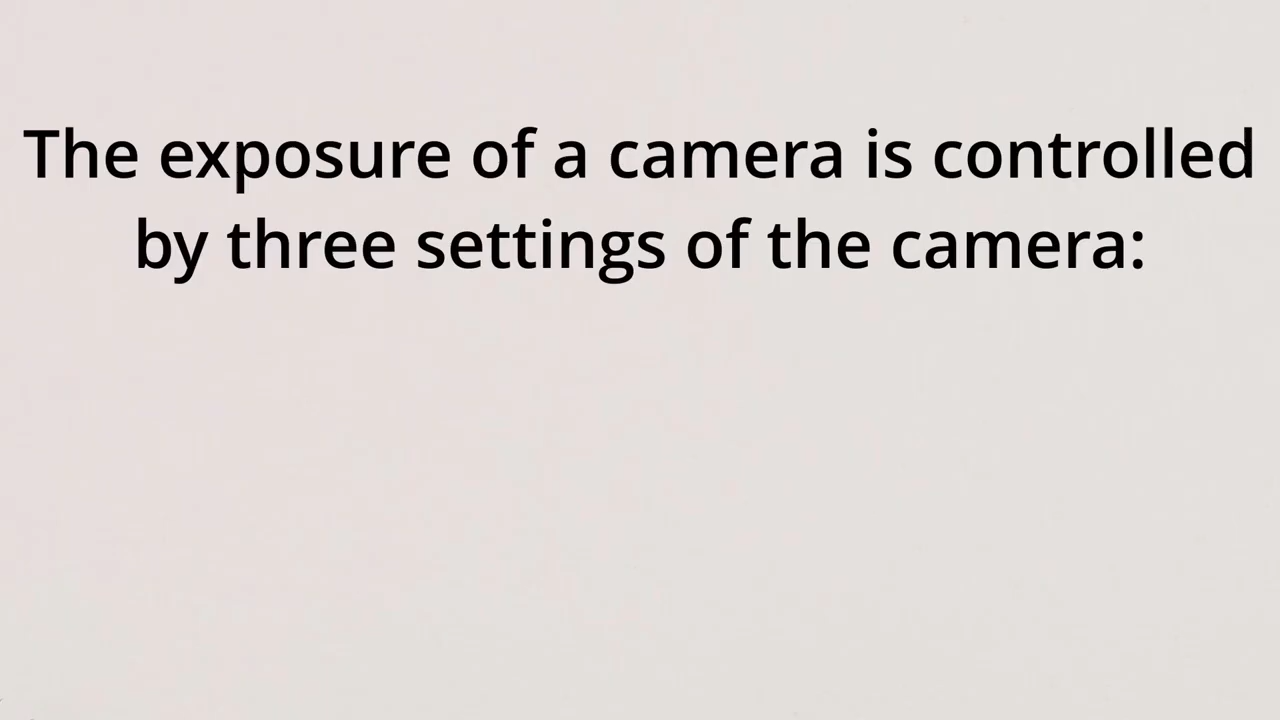 The exposure of a camera is controlled
by three settings of the camera: